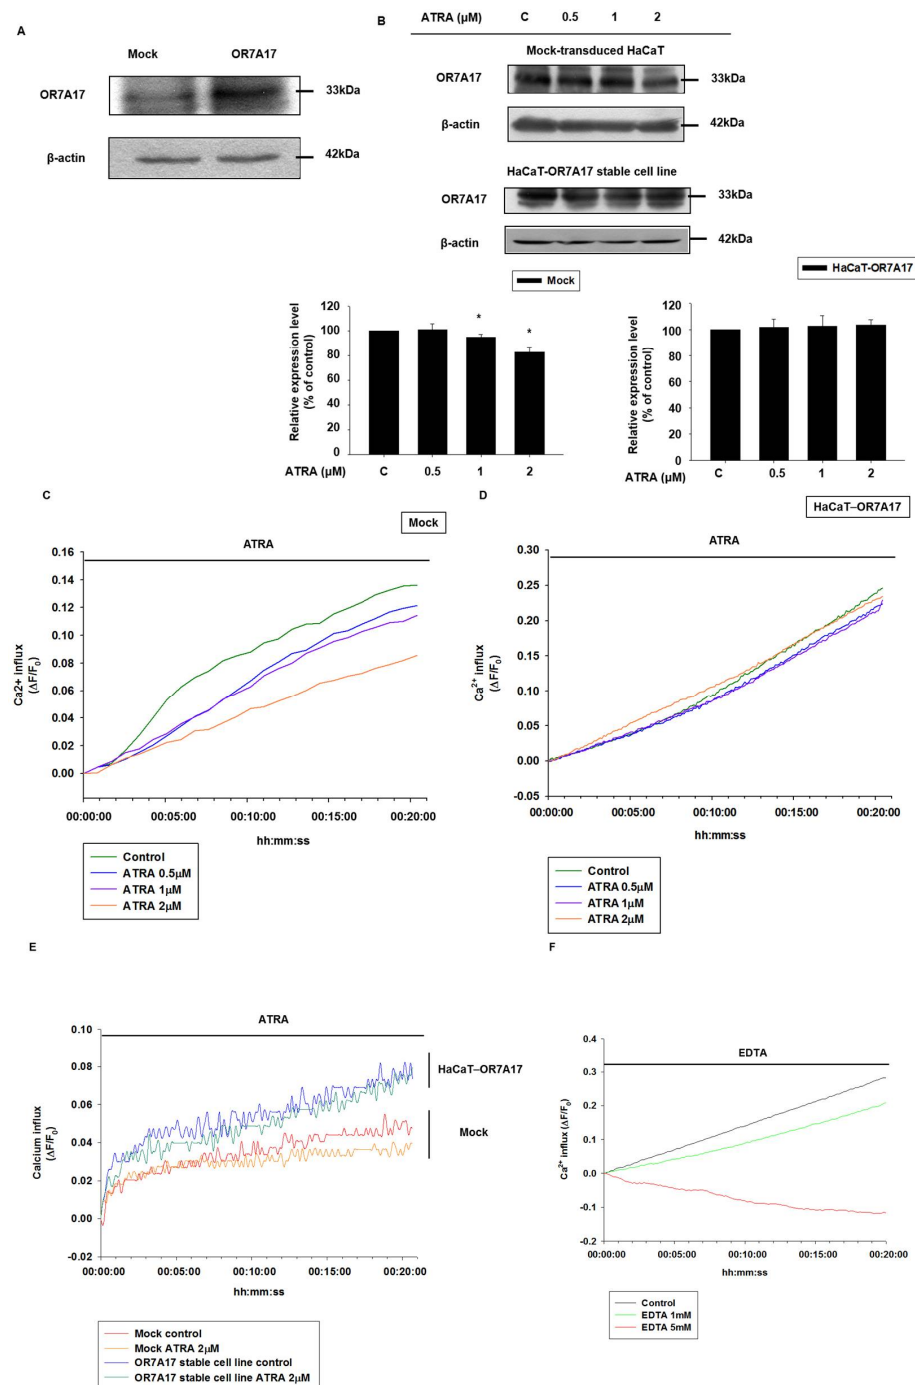 A
Mock OR7A17
OR7A17 33kDa
β-actin 42kDa
B
ATRA (μM) C 0.5 1 2
Mock-transduced HaCaT
OR7A17 33kDa
β-actin 42kDa
HaCaT-OR7A17 stable cell line
OR7A17 33kDa
β-actin 42kDa
Mock
Relative expression level
(% of control)
120
100
80
60
40
20
0
* *
ATRA (μM) C 0.5 1 2
HaCaT-OR7A17
Relative expression level
(% of control]
120
100
80
60
40
20
0
ATRA (μM) C 0.5 1 2
C
Mock
ATRA
Ca2+ influx
(ΔF/F0)
0.16
0.14
0.12
0.10
0.08
0.06
0.04
0.02
0.00
00:00:00 00:05:00 00:10:00 00:15:00 00:20:00
hh:mm:ss
Control
ATRA 0.5μM
ATRA 1μM
ATRA 2μM
D
HaCaT–OR7A17
ATRA
Ca2+ influx
(ΔF/F0)
0.30
0.25
0.20
0.15
0.10
0.05
0.00
-0.05
00:00:00 00:05:00 00:10:00 00:15:00 00:20:00
hh:mm:ss
Control
ATRA 0.5μM
ATRA 1μM
ATRA 2μM
E
ATRA
Calcium influx
(ΔF/F0)
0.10
0.08
0.06
0.04
0.02
0.00
-0.02
00:00:00 00:05:00 00:10:00 00:15:00 00:20:00
hh:mm:ss
HaCaT–OR7A17
Mock
Mock control
Mock ATRA 2μM
OR7A17 stable cell line control
OR7A17 stable cell line ATRA 2μM
F
EDTA
Ca2+ influx (ΔF/F0)
0.4
0.3
0.2
0.1
0.0
-0.1
-0.2
00:00:00 00:05:00 00:10:00 00:15:00 00:20:00
hh:mm:ss
Control
EDTA 1mM
EDTA 5mM